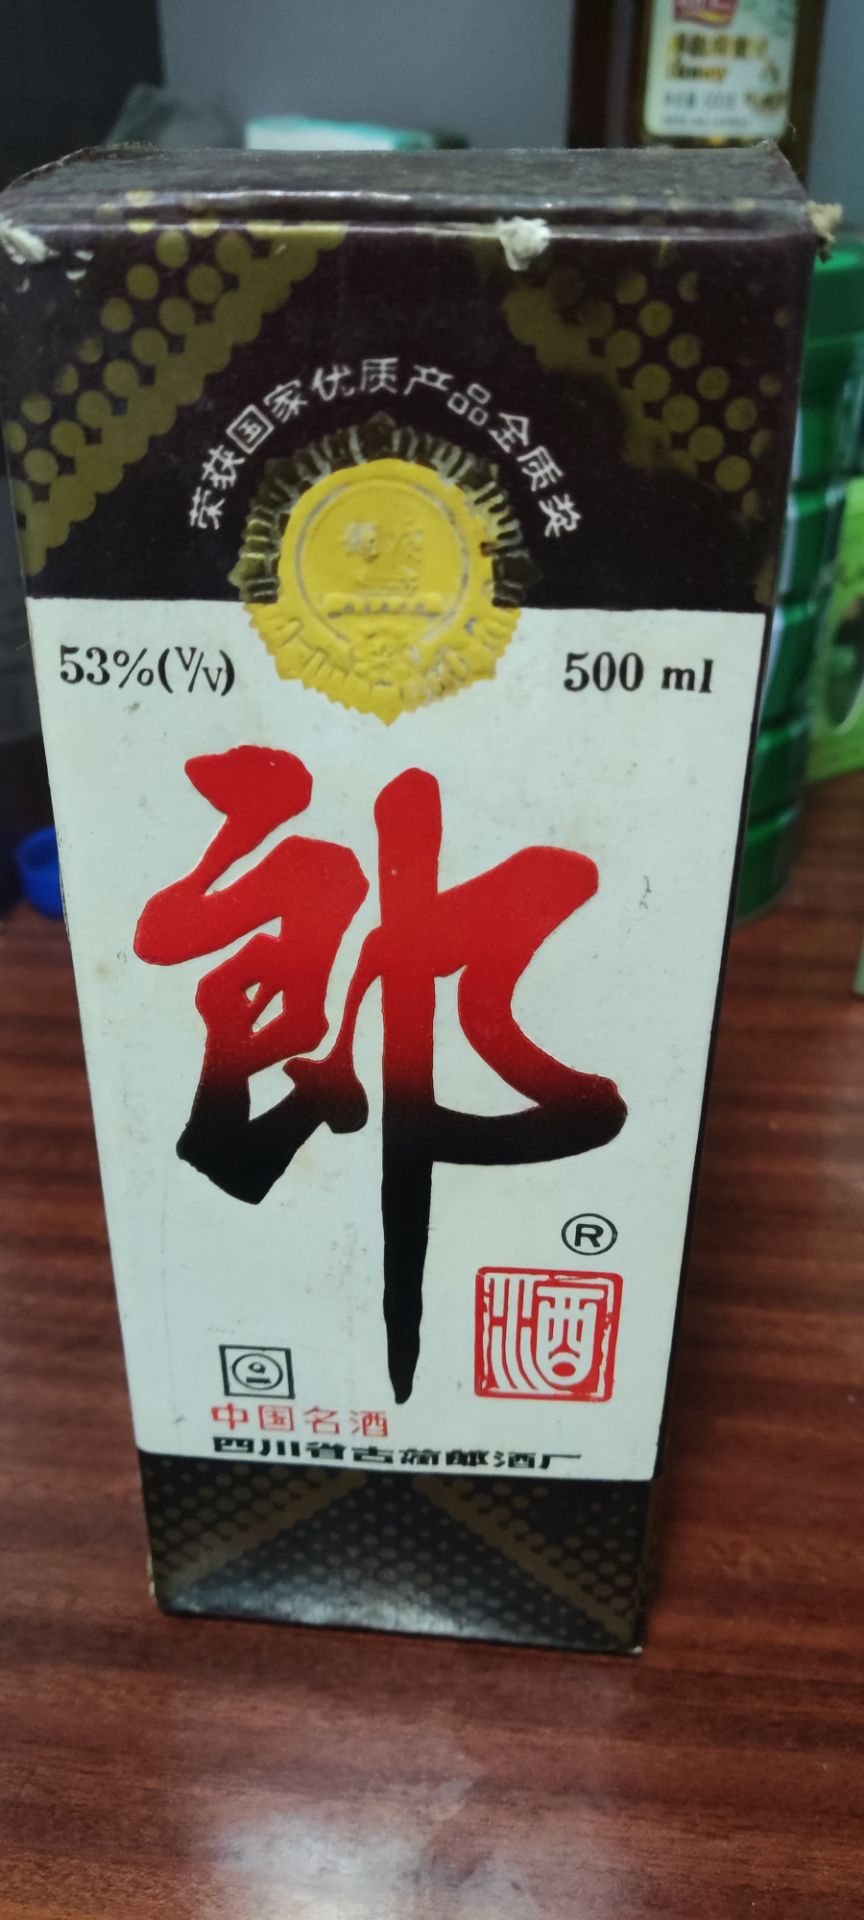 荣获国家优质产品金质奖
53%(V/V)
500 ml
郎
®
酒
中国名酒
四川省古蔺郎酒厂